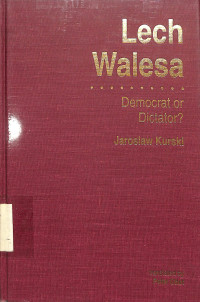 Lech
Walesa
Democrat or
Dictator?
Jaroslaw Kurski